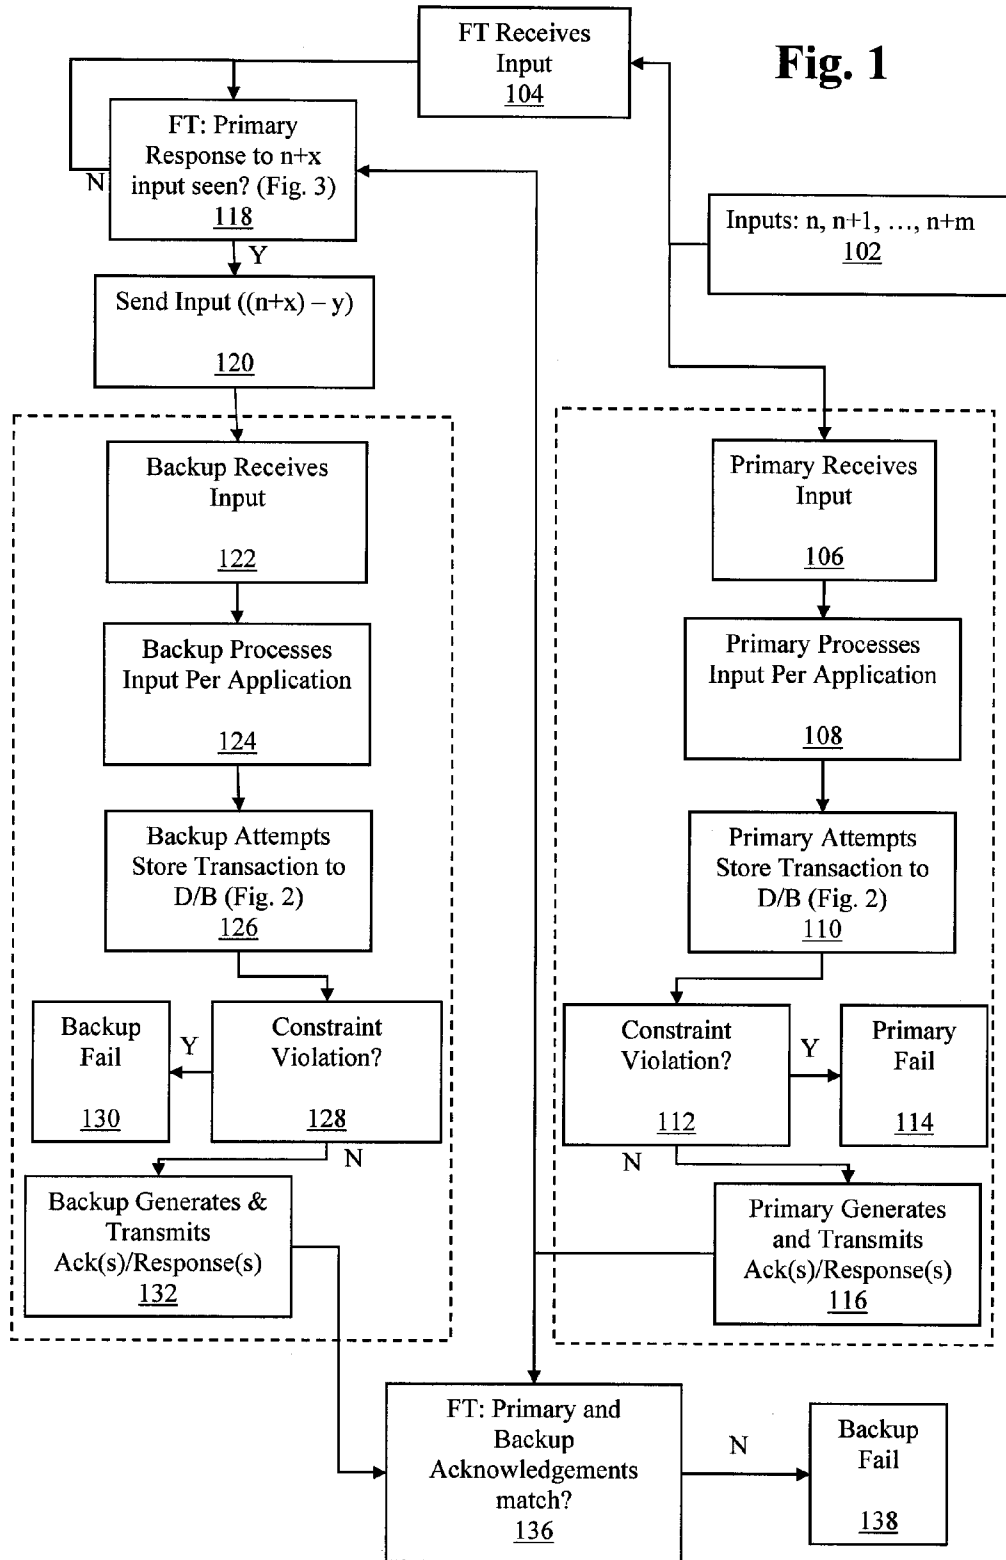 FT Receives
Input
104
Fig. 1
FT: Primary
Response to n+x
input seen? (Fig. 3)
118
N
Y
Inputs: n, n+1, …, n+m
102
Send Input ((n+x) – y)
120
Backup Receives
Input
122
Primary Receives
Input
106
Backup Processes
Input Per Application
124
Primary Processes
Input Per Application
108
Backup Attempts
Store Transaction to
D/B (Fig. 2)
126
Primary Attempts
Store Transaction to
D/B (Fig. 2)
110
Backup
Fail
130
Y
Constraint
Violation?
128
N
Constraint
Violation?
112
Y
N
Primary
Fail
114
Backup Generates &
Transmits
Ack(s)/Response(s)
132
Primary Generates
and Transmits
Ack(s)/Response(s)
116
FT: Primary and
Backup
Acknowledgements
match?
136
N
Backup
Fail
138